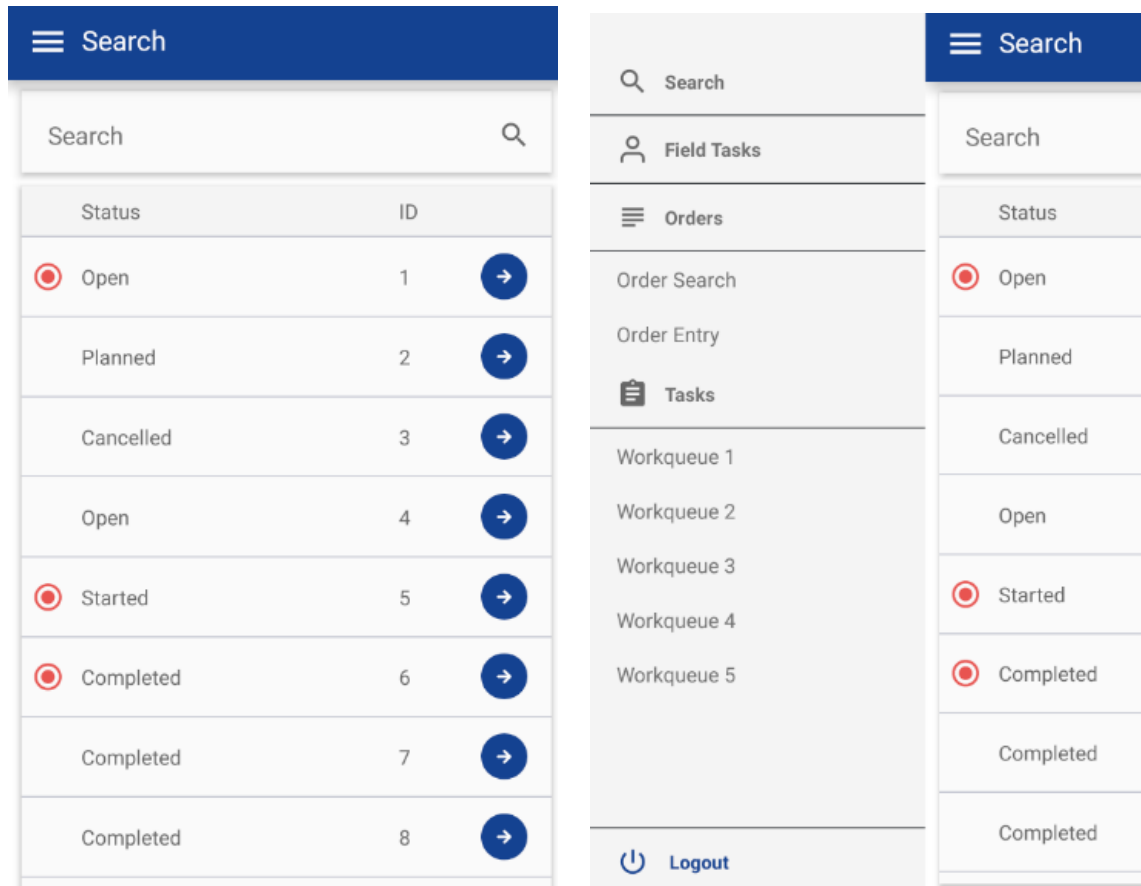 Search
Search
Status ID
Open 1
Planned 2
Cancelled 3
Open 4
Started 5
Completed 6
Completed 7
Completed 8
Search
Field Tasks
Orders
Order Search
Order Entry
Tasks
Workqueue 1
Workqueue 2
Workqueue 3
Workqueue 4
Workqueue 5
Logout
Search
Search
Status
Open
Planned
Cancelled
Open
Started
Completed
Completed
Completed